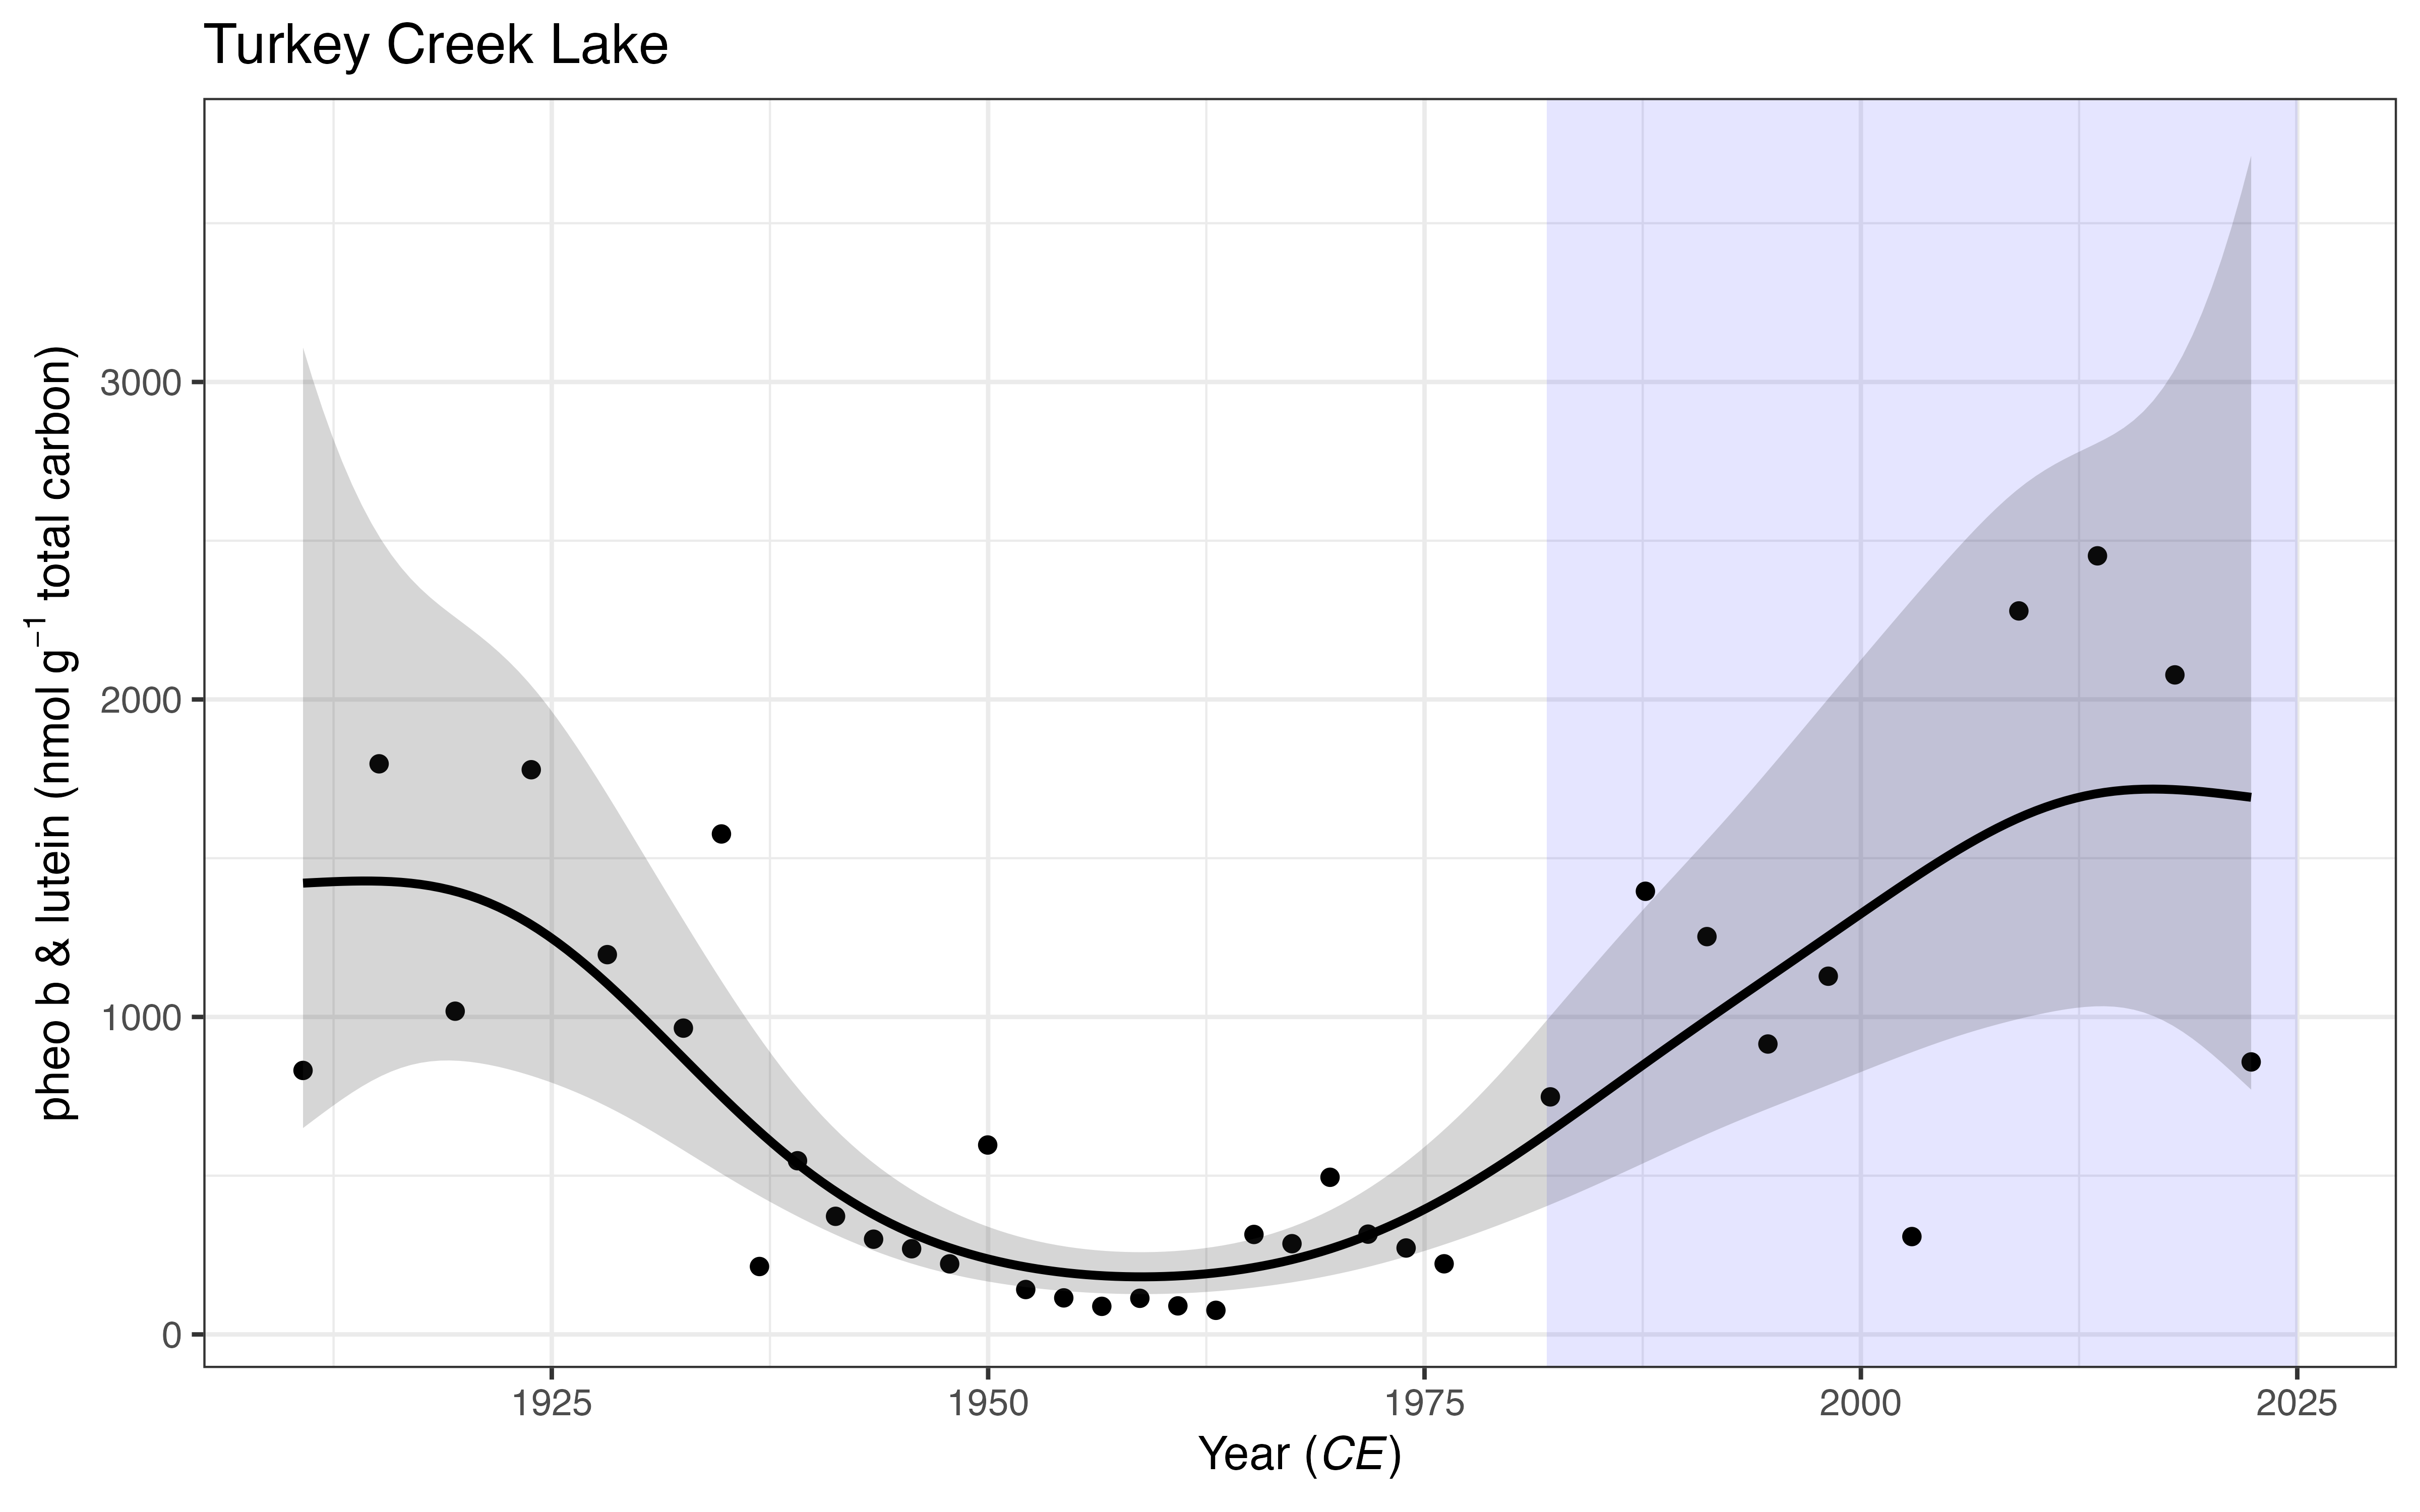 Turkey Creek Lake
pheo b & lutein (nmol g⁻¹ total carbon)
3000
2000
1000
0
1925 1950 1975 2000 2025
Year (CE)